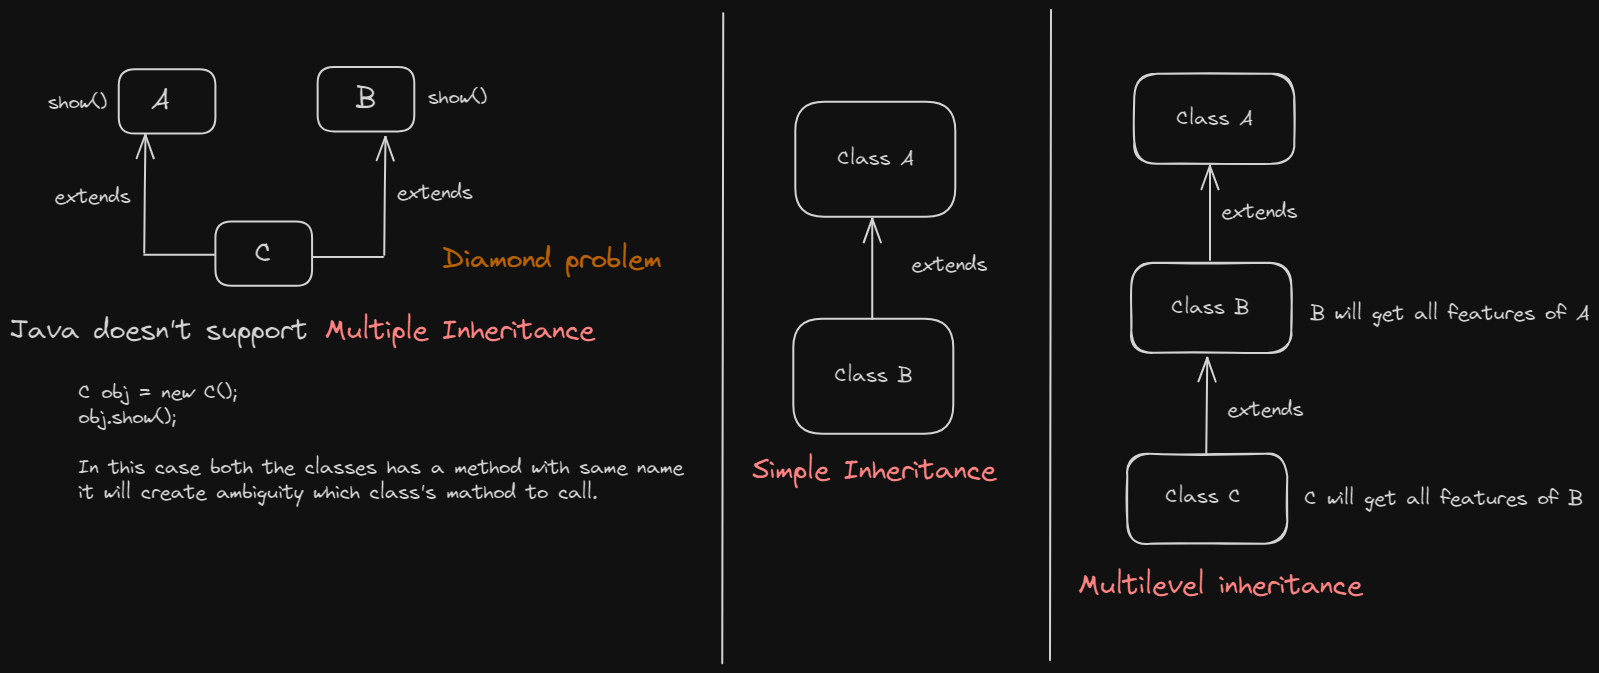 show()
A
B
show()
extends
extends
C
Diamond problem
Java doesn't support Multiple Inheritance
C obj = new C();
obj.show();
In this case both the classes has a method with same name
it will create ambiguity which class's mathod to call.
Class A
extends
Class B
Simple Inheritance
Class A
extends
Class B
B will get all features of A
extends
Class C
C will get all features of B
Multilevel inheritance